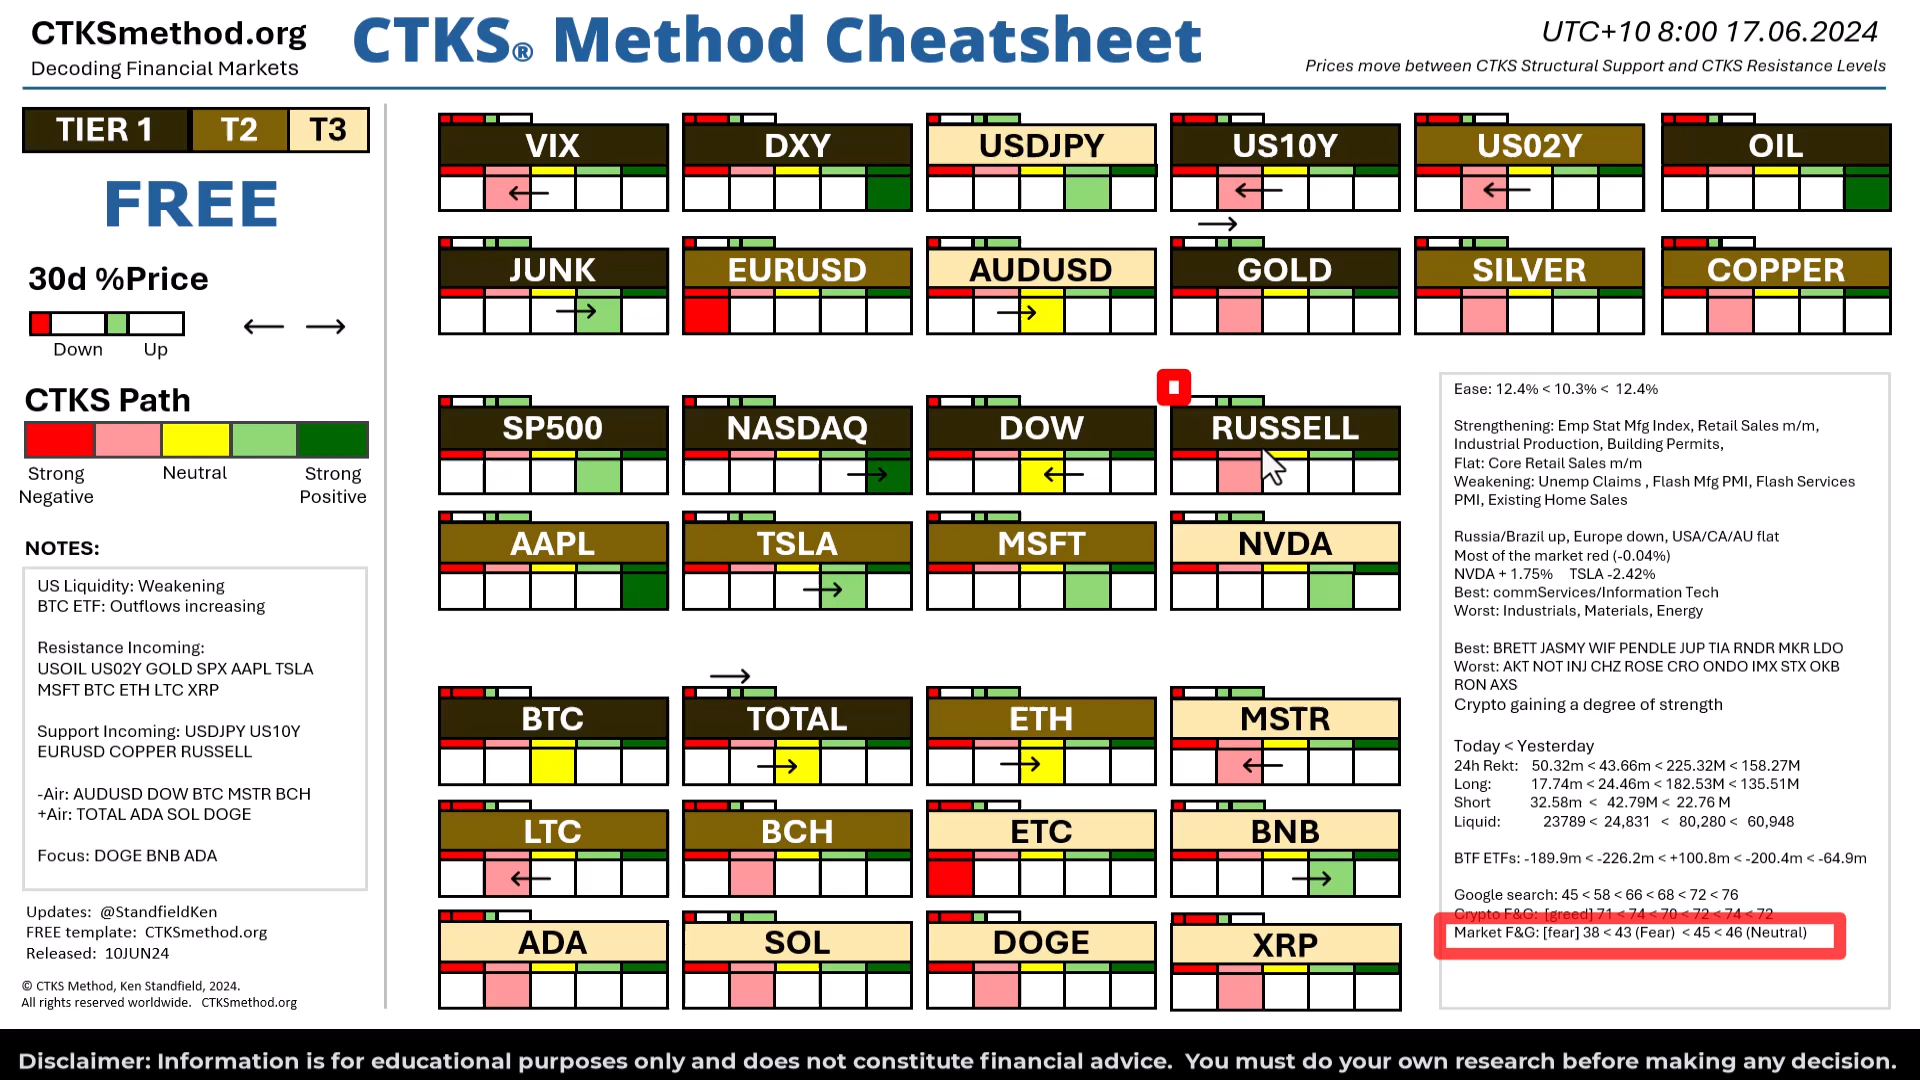 CTKSmethod.org
Decoding Financial Markets
CTKS® Method Cheatsheet
UTC+10 8:00 17.06.2024
Prices move between CTKS Structural Support and CTKS Resistance Levels
TIER 1 T2 T3
FREE
30d %Price
Down Up
CTKS Path
Strong Negative
Neutral
Strong Positive
NOTES:
US Liquidity: Weakening
BTC ETF: Outflows increasing
Resistance Incoming:
USOIL US02Y GOLD SPX AAPL TSLA
MSFT BTC ETH LTC XRP
Support Incoming: USDJPY US10Y
EURUSD COPPER RUSSELL
-Air: AUDUSD DOW BTC MSTR BCH
+Air: TOTAL ADA SOL DOGE
Focus: DOGE BNB ADA
Updates: @StandfieldKen
FREE template: CTKSmethod.org
Released: 10JUN24
© CTKS Method, Ken Standfield, 2024.
All rights reserved worldwide. CTKSmethod.org
VIX DXY USDJPY US10Y US02Y OIL
JUNK EURUSD AUDUSD GOLD SILVER COPPER
SP500 NASDAQ DOW RUSSELL
AAPL TSLA MSFT NVDA
BTC TOTAL ETH MSTR
LTC BCH ETC BNB
ADA SOL DOGE XRP
Ease: 12.4% < 10.3% < 12.4%
Strengthening: Emp Stat Mfg Index, Retail Sales m/m,
Industrial Production, Building Permits,
Flat: Core Retail Sales m/m
Weakening: Unemp Claims , Flash Mfg PMI, Flash Services
PMI, Existing Home Sales
Russia/Brazil up, Europe down, USA/CA/AU flat
Most of the market red (-0.04%)
NVDA + 1.75% TSLA -2.42%
Best: commServices/Information Tech
Worst: Industrials, Materials, Energy
Best: BRETT JASMY WIF PENDLE JUP TIA RNDR MKR LDO
Worst: AKT NOT INJ CHZ ROSE CRO ONDO IMX STX OKB
RON AXS
Crypto gaining a degree of strength
Today < Yesterday
24h Rekt: 50.32m < 43.66m < 225.32M < 158.27M
Long: 17.74m < 24.46m < 182.53M < 135.51M
Short 32.58m < 42.79M < 22.76 M
Liquid: 23789 < 24,831 < 80,280 < 60,948
BTF ETFs: -189.9m < -226.2m < +100.8m < -200.4m < -64.9m
Google search: 45 < 58 < 66 < 68 < 72 < 76
Crypto F&G: [greed] 71 < 74 < 70 < 72 < 74 < 72
Market F&G: [fear] 38 < 43 (Fear) < 45 < 46 (Neutral)
Disclaimer: Information is for educational purposes only and does not constitute financial advice. You must do your own research before making any decision.